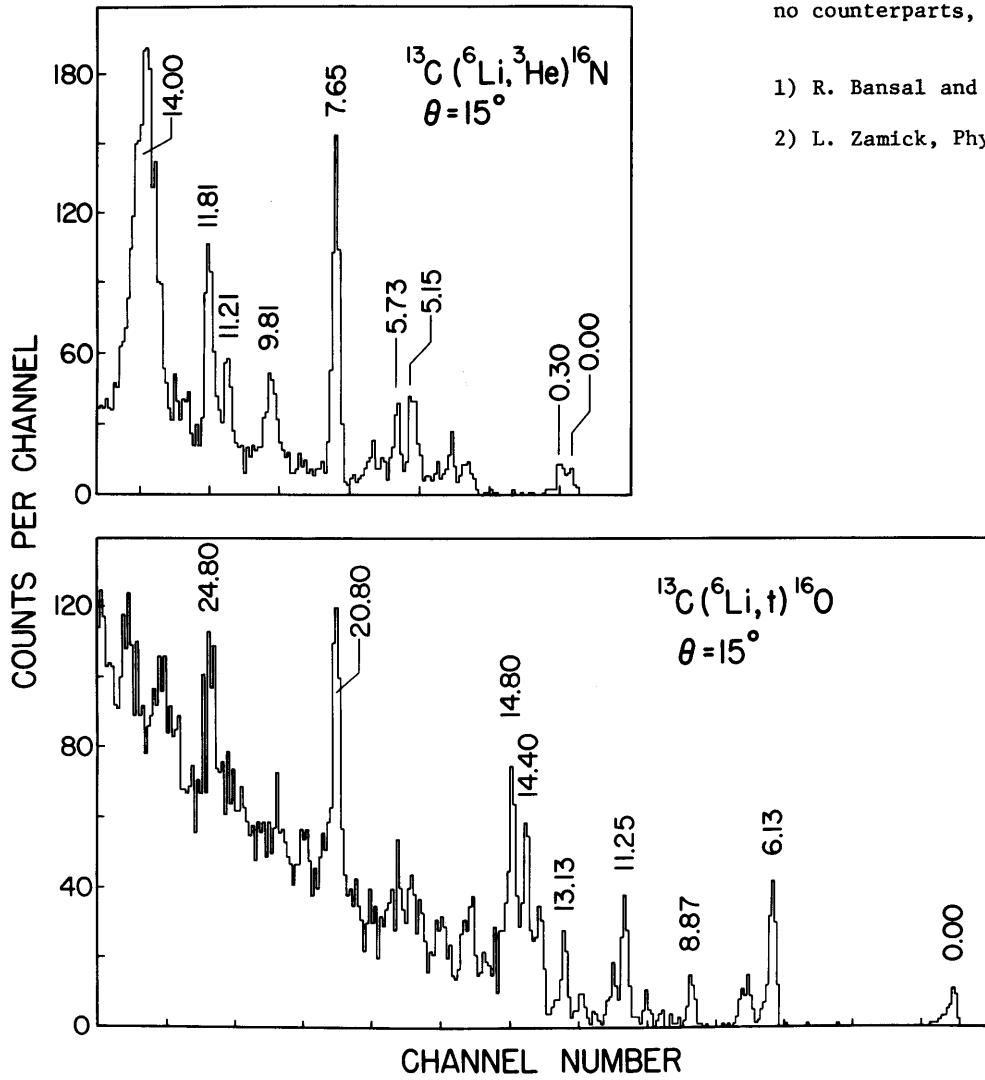 no counterparts,
1) R. Bansal and
2) L. Zamick, Phy
COUNTS PER CHANNEL
¹³C (⁶Li,³He)¹⁶N
θ = 15°
180
120
60
0
14.00
11.81
11.21
9.81
7.65
5.73
5.15
0.30
0.00
¹³C (⁶Li,t)¹⁶O
θ = 15°
120
80
40
0
24.80
20.80
14.80
14.40
13.13
11.25
8.87
6.13
0.00
CHANNEL NUMBER